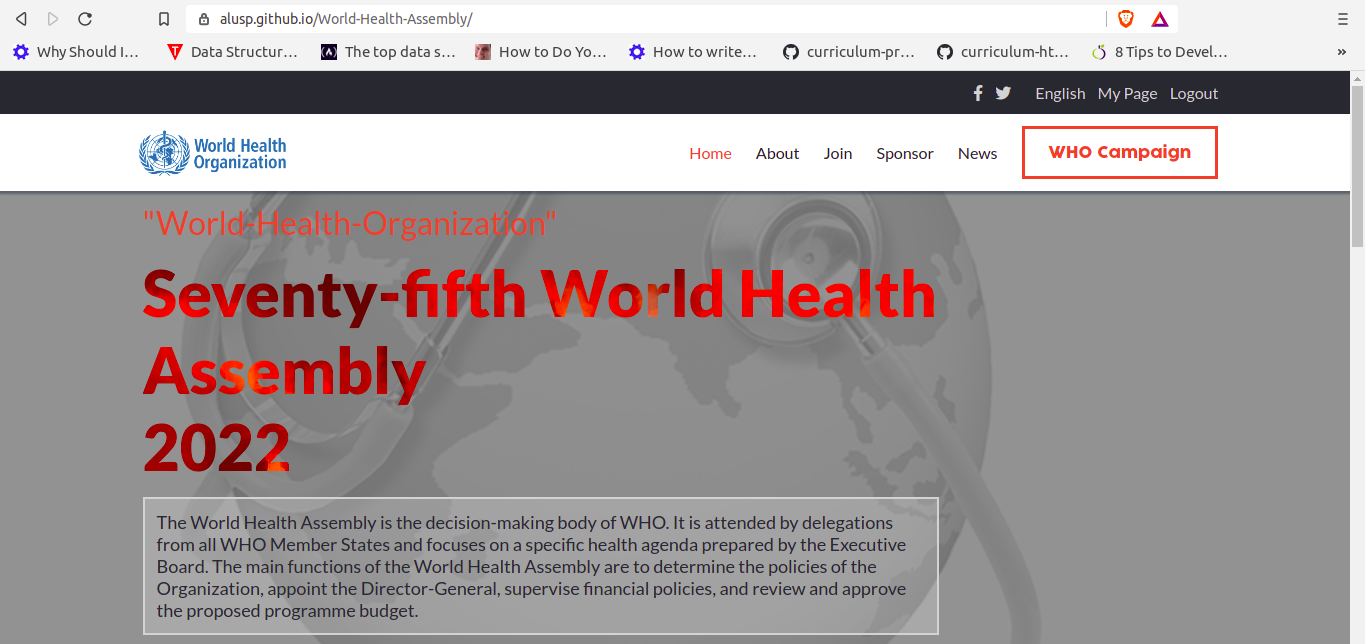 alusp.github.io/World-Health-Assembly/
Why Should I… Data Structur… The top data s… How to Do Yo… How to write… curriculum-pr… curriculum-ht… 8 Tips to Devel… »
English My Page Logout
World Health
Organization
Home About Join Sponsor News WHO Campaign
"World-Health-Organization"
Seventy-fifth World Health
Assembly
2022
The World Health Assembly is the decision-making body of WHO. It is attended by delegations
from all WHO Member States and focuses on a specific health agenda prepared by the Executive
Board. The main functions of the World Health Assembly are to determine the policies of the
Organization, appoint the Director-General, supervise financial policies, and review and approve
the proposed programme budget.